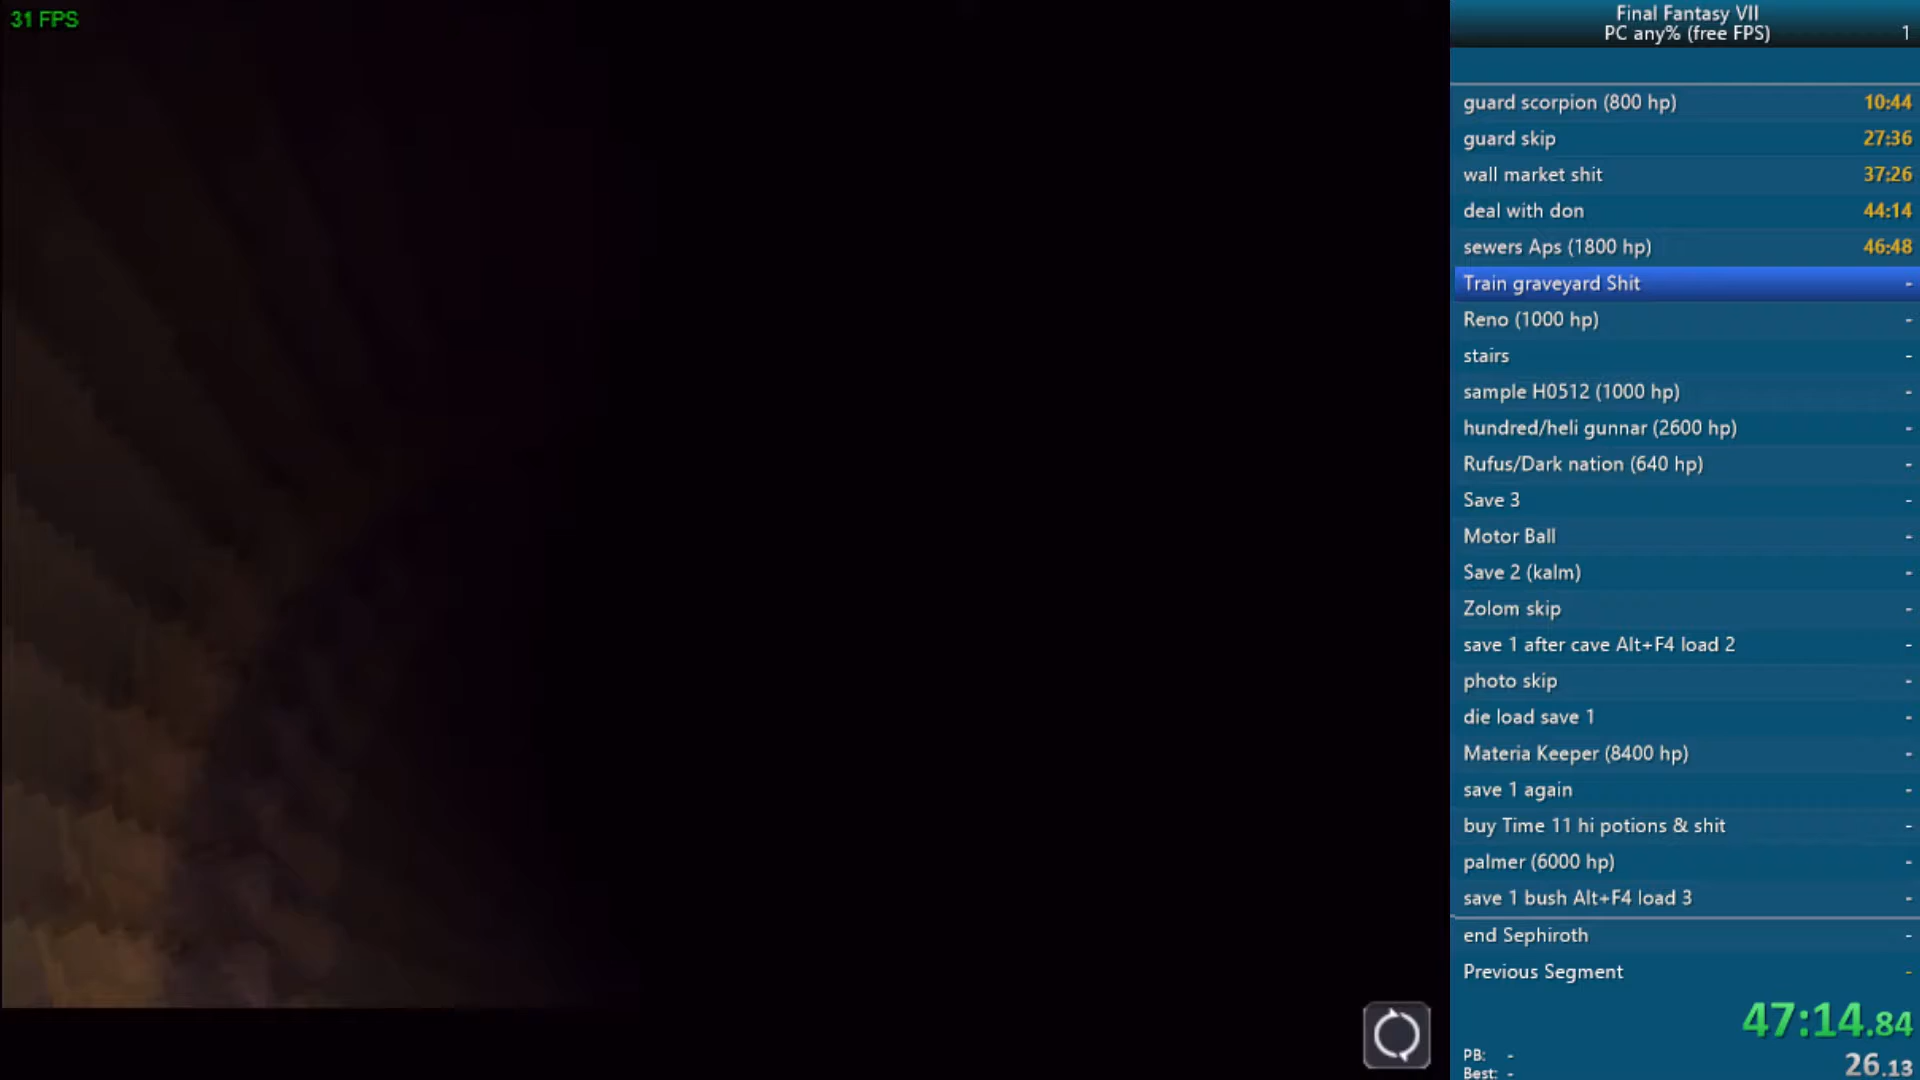 31 FPS
Final Fantasy VII
PC any% (free FPS) 1
guard scorpion (800 hp) 10:44
guard skip 27:36
wall market shit 37:26
deal with don 44:14
sewers Aps (1800 hp) 46:48
Train graveyard Shit -
Reno (1000 hp) -
stairs -
sample H0512 (1000 hp) -
hundred/heli gunnar (2600 hp) -
Rufus/Dark nation (640 hp) -
Save 3 -
Motor Ball -
Save 2 (kalm) -
Zolom skip -
save 1 after cave Alt+F4 load 2 -
photo skip -
die load save 1 -
Materia Keeper (8400 hp) -
save 1 again -
buy Time 11 hi potions & shit -
palmer (6000 hp) -
save 1 bush Alt+F4 load 3 -
end Sephiroth -
Previous Segment -
47:14.84
PB: -
Best: - 26.13